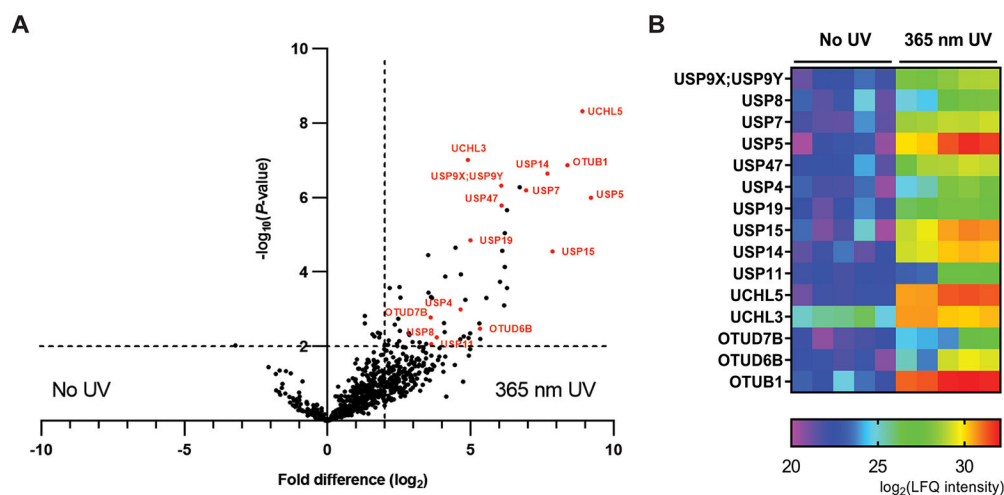 A
10
8
6
4
2
-log10(P-value)
UCHL5
UCHL3
USP14
OTUB1
USP9X;USP9Y
USP7
USP5
USP47
USP19
USP15
USP4
OTUD7B
USP8
OTUD6B
USP11
No UV
365 nm UV
-10
-5
0
5
10
Fold difference (log2)
B
No UV
365 nm UV
USP9X;USP9Y
USP8
USP7
USP5
USP47
USP4
USP19
USP15
USP14
USP11
UCHL5
UCHL3
OTUD7B
OTUD6B
OTUB1
20
25
30
log2(LFQ intensity)